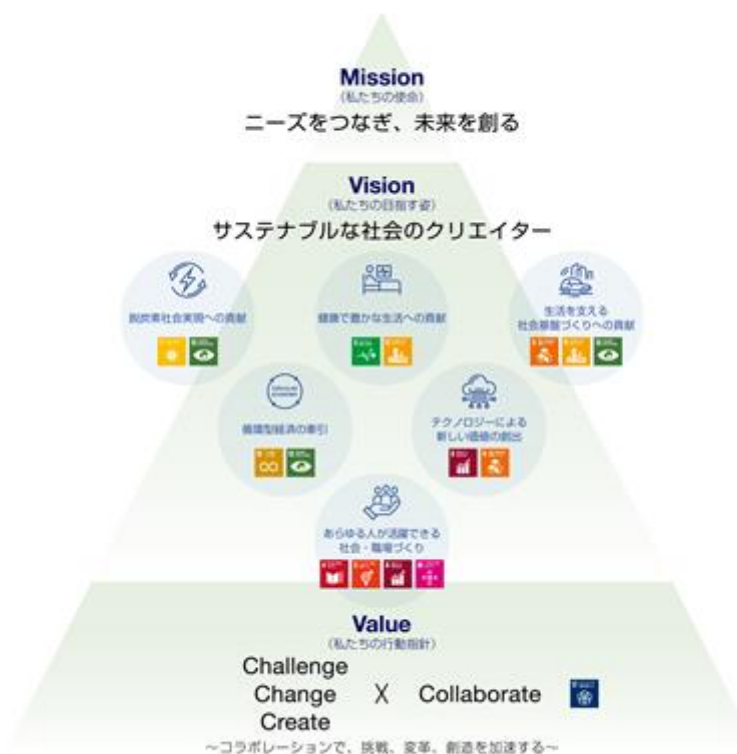 Mission
(私たちの使命)
ニーズをつなぎ、未来を創る
Vision
(私たちの目指す姿)
サステナブルな社会のクリエイター
脱炭素社会実現への貢献
健康で豊かな生活への貢献
生活を支える
社会基盤づくりへの貢献
循環型経済の牽引
テクノロジーによる
新しい価値の創出
あらゆる人が活躍できる
社会・職場づくり
Value
(私たちの行動指針)
Challenge
Change X Collaborate
Create
～コラボレーションで、挑戦、変革、創造を加速する～